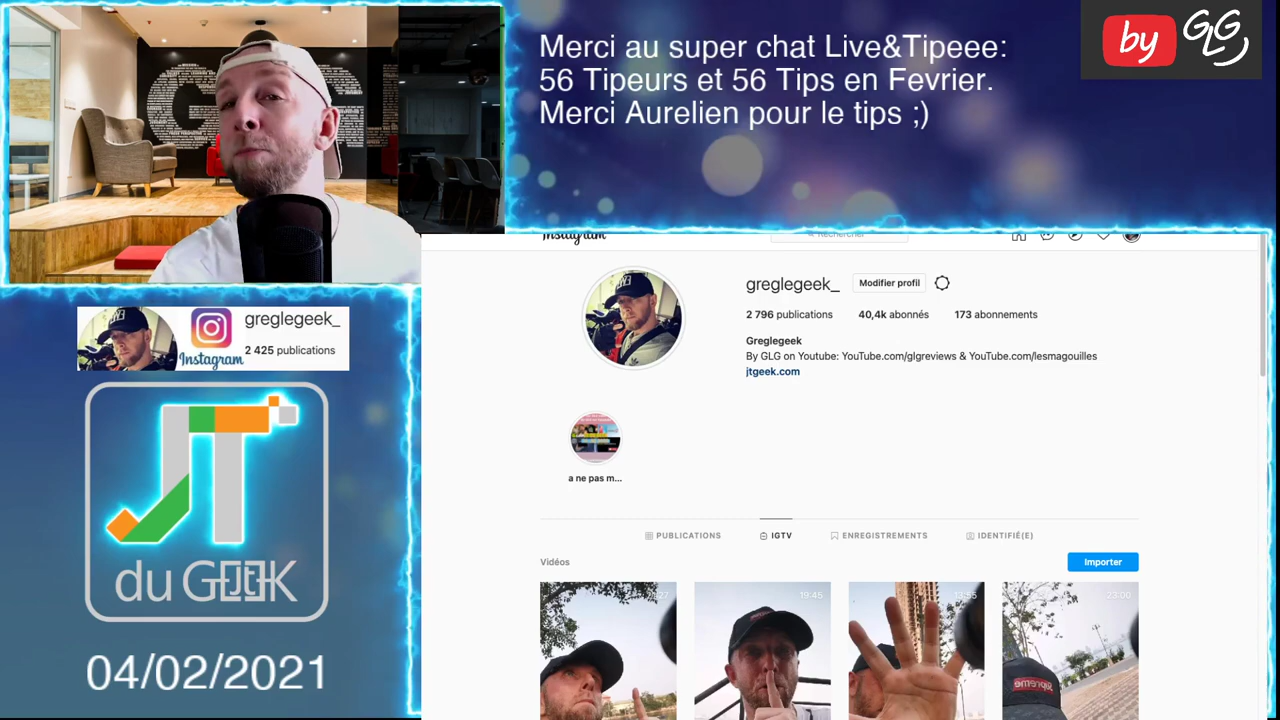 Merci au super chat Live&Tipeee:
56 Tipeurs et 56 Tips en Fevrier.
Merci Aurelien pour le tips ;)
by GLG
Instagram
Rechercher
greglegeek_
Modifier profil
2 796 publications
40,4k abonnés
173 abonnements
Greglegeek
By GLG on Youtube: YouTube.com/glgreviews & YouTube.com/lesmagouilles
jtgeek.com
a ne pas m...
PUBLICATIONS
IGTV
ENREGISTREMENTS
IDENTIFIÉ(E)
Vidéos
Importer
19:45
23:00
greglegeek_
Instagram
2 425 publications
JT
du GEEK
04/02/2021